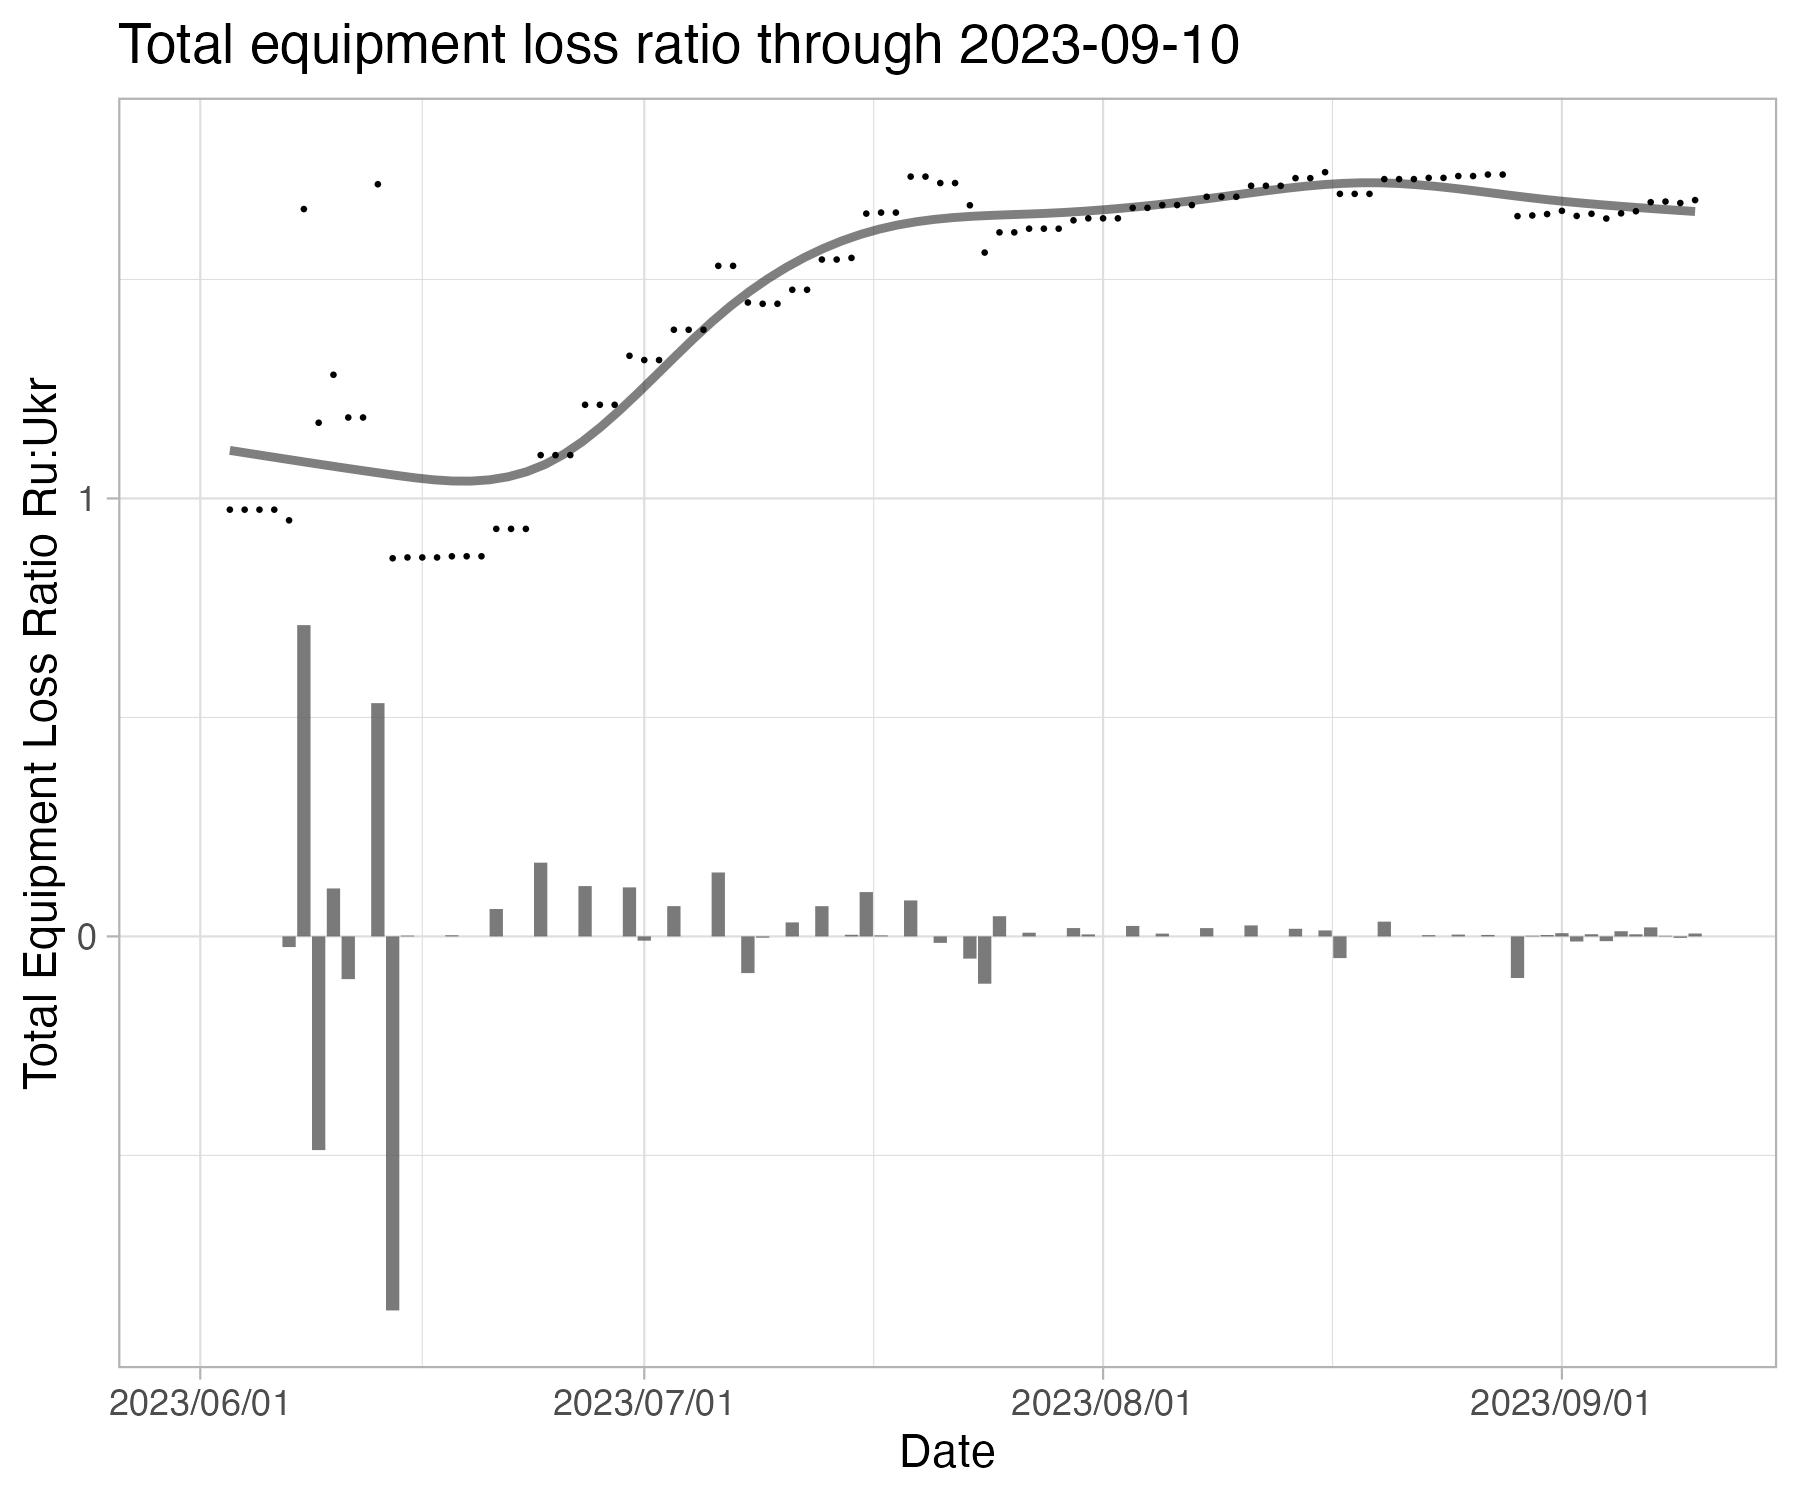 Total equipment loss ratio through 2023-09-10
Total Equipment Loss Ratio Ru:Ukr
1
0
2023/06/01
2023/07/01
2023/08/01
2023/09/01
Date